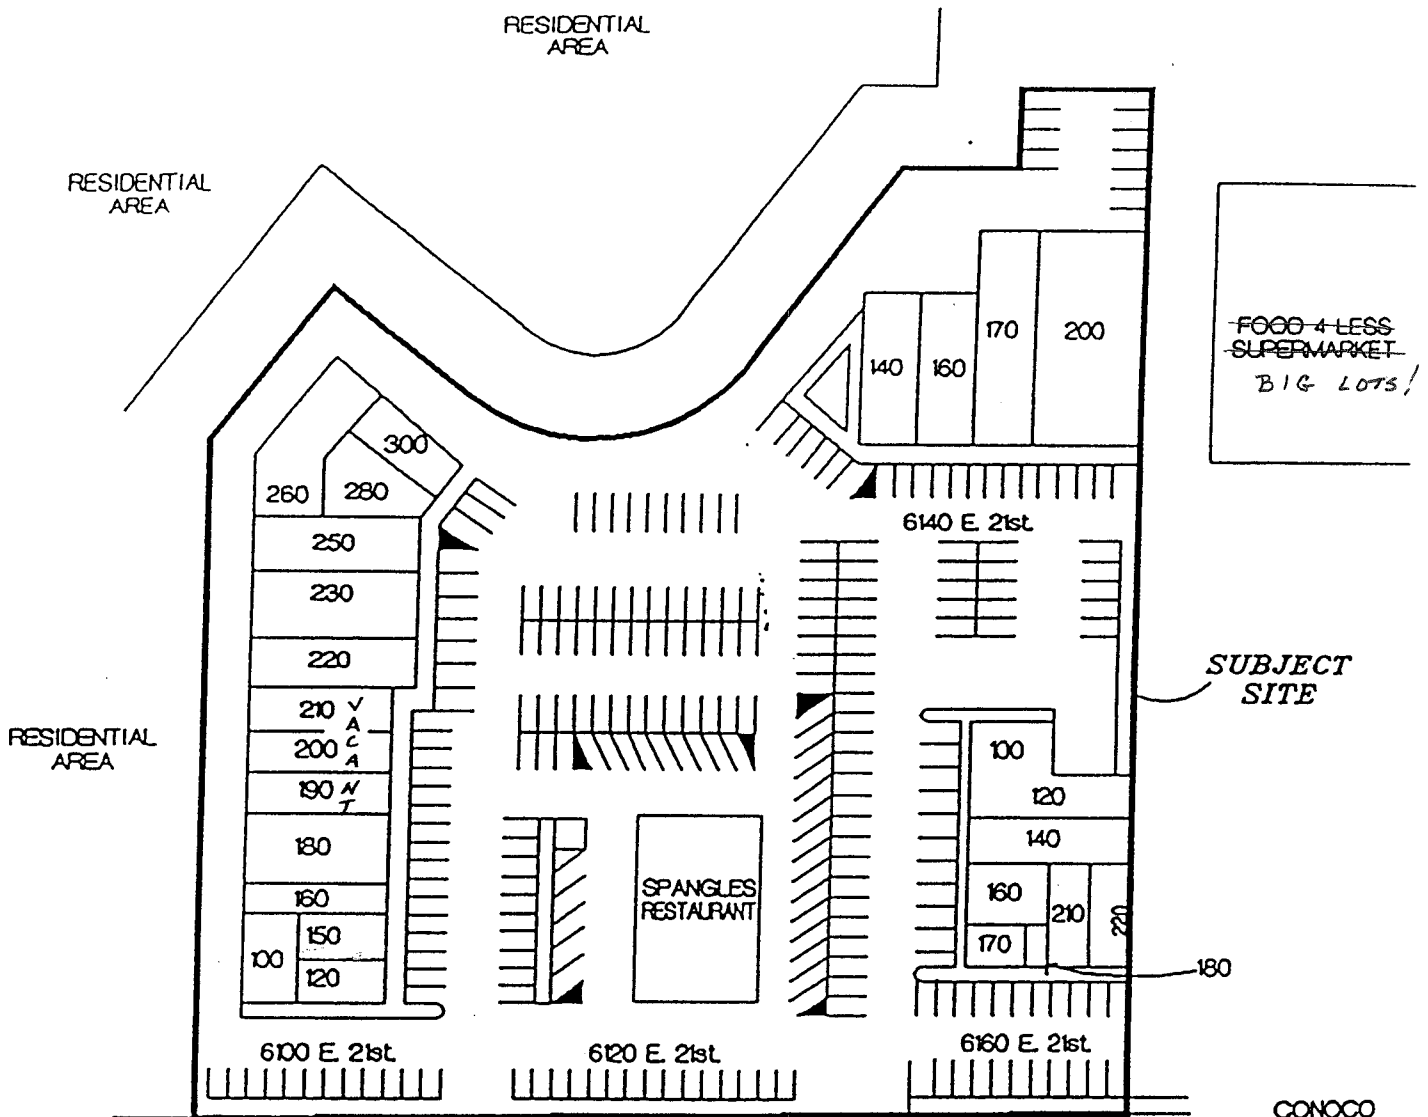 RESIDENTIAL
AREA
RESIDENTIAL
AREA
RESIDENTIAL
AREA
FOOD 4 LESS
SUPERMARKET
BIG LOTS!
140
160
170
200
6140 E. 21st.
300
260
280
250
230
220
210
200
190
VACANT
180
160
150
100
120
6100 E. 21st.
SPANGLES
RESTAURANT
6120 E. 21st.
SUBJECT
SITE
100
120
140
160
210
220
170
180
6160 E. 21st.
CONOCO